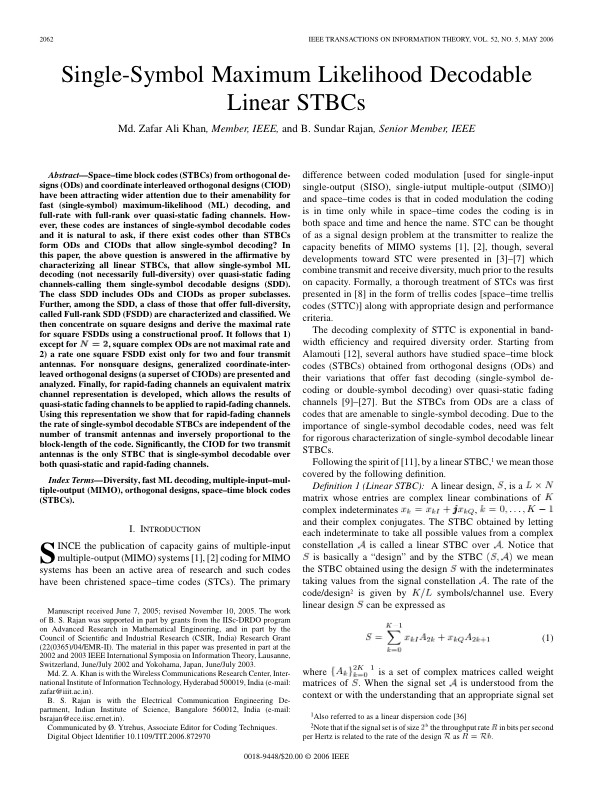 2062
IEEE TRANSACTIONS ON INFORMATION THEORY, VOL. 52, NO. 5, MAY 2006
Single-Symbol Maximum Likelihood Decodable
Linear STBCs
Md. Zafar Ali Khan, Member, IEEE, and B. Sundar Rajan, Senior Member, IEEE
Abstract—Space–time block codes (STBCs) from orthogonal de-
signs (ODs) and coordinate interleaved orthogonal designs (CIOD)
have been attracting wider attention due to their amenability for
fast (single-symbol) maximum-likelihood (ML) decoding, and
full-rate with full-rank over quasi-static fading channels. How-
ever, these codes are instances of single-symbol decodable codes
and it is natural to ask, if there exist codes other than STBCs
form ODs and CIODs that allow single-symbol decoding? In
this paper, the above question is answered in the affirmative by
characterizing all linear STBCs, that allow single-symbol ML
decoding (not necessarily full-diversity) over quasi-static fading
channels-calling them single-symbol decodable designs (SDD).
The class SDD includes ODs and CIODs as proper subclasses.
Further, among the SDD, a class of those that offer full-diversity,
called Full-rank SDD (FSDD) are characterized and classified. We
then concentrate on square designs and derive the maximal rate
for square FSDDs using a constructional proof. It follows that 1)
except for N = 2, square complex ODs are not maximal rate and
2) a rate one square FSDD exist only for two and four transmit
antennas. For nonsquare designs, generalized coordinate-inter-
leaved orthogonal designs (a superset of CIODs) are presented and
analyzed. Finally, for rapid-fading channels an equivalent matrix
channel representation is developed, which allows the results of
quasi-static fading channels to be applied to rapid-fading channels.
Using this representation we show that for rapid-fading channels
the rate of single-symbol decodable STBCs are independent of the
number of transmit antennas and inversely proportional to the
block-length of the code. Significantly, the CIOD for two transmit
antennas is the only STBC that is single-symbol decodable over
both quasi-static and rapid-fading channels.
Index Terms—Diversity, fast ML decoding, multiple-input–mul-
tiple-output (MIMO), orthogonal designs, space–time block codes
(STBCs).
I. INTRODUCTION
SINCE the publication of capacity gains of multiple-input
multiple-output (MIMO) systems [1], [2] coding for MIMO
systems has been an active area of research and such codes
have been christened space–time codes (STCs). The primary
Manuscript received June 7, 2005; revised November 10, 2005. The work
of B. S. Rajan was supported in part by grants from the IISc-DRDO program
on Advanced Research in Mathematical Engineering, and in part by the
Council of Scientific and Industrial Research (CSIR, India) Research Grant
(22(0365)/04/EMR-II). The material in this paper was presented in part at the
2002 and 2003 IEEE International Symposia on Information Theory, Lausanne,
Switzerland, June/July 2002 and Yokohama, Japan, June/July 2003.
Md. Z. A. Khan is with the Wireless Communications Research Center, Inter-
national Institute of Information Technology, Hyderabad 500019, India (e-mail:
zafar@iiit.ac.in).
B. S. Rajan is with the Electrical Communication Engineering De-
partment, Indian Institute of Science, Bangalore 560012, India (e-mail:
bsrajan@ece.iisc.ernet.in).
Communicated by Ø. Ytrehus, Associate Editor for Coding Techniques.
Digital Object Identifier 10.1109/TIT.2006.872970
difference between coded modulation [used for single-input
single-output (SISO), single-iutput multiple-output (SIMO)]
and space–time codes is that in coded modulation the coding
is in time only while in space–time codes the coding is in
both space and time and hence the name. STC can be thought
of as a signal design problem at the transmitter to realize the
capacity benefits of MIMO systems [1], [2], though, several
developments toward STC were presented in [3]–[7] which
combine transmit and receive diversity, much prior to the results
on capacity. Formally, a thorough treatment of STCs was first
presented in [8] in the form of trellis codes [space–time trellis
codes (STTC)] along with appropriate design and performance
criteria.
The decoding complexity of STTC is exponential in band-
width efficiency and required diversity order. Starting from
Alamouti [12], several authors have studied space–time block
codes (STBCs) obtained from orthogonal designs (ODs) and
their variations that offer fast decoding (single-symbol de-
coding or double-symbol decoding) over quasi-static fading
channels [9]–[27]. But the STBCs from ODs are a class of
codes that are amenable to single-symbol decoding. Due to the
importance of single-symbol decodable codes, need was felt
for rigorous characterization of single-symbol decodable linear
STBCs.
Following the spirit of [11], by a linear STBC,¹ we mean those
covered by the following definition.
Definition 1 (Linear STBC): A linear design, S, is a L × N
matrix whose entries are complex linear combinations of K
complex indeterminates x_k = x_{kI} + jx_{kQ}, k = 0, . . . , K − 1
and their complex conjugates. The STBC obtained by letting
each indeterminate to take all possible values from a complex
constellation 𝒜 is called a linear STBC over 𝒜. Notice that
S is basically a “design” and by the STBC (S, 𝒜) we mean
the STBC obtained using the design S with the indeterminates
taking values from the signal constellation 𝒜. The rate of the
code/design² is given by K/L symbols/channel use. Every
linear design S can be expressed as
S = ∑_{k=0}^{K−1} x_{kI}A_{2k} + x_{kQ}A_{2k+1} (1)
where {A_k}_{k=0}^{2K−1} is a set of complex matrices called weight
matrices of S. When the signal set 𝒜 is understood from the
context or with the understanding that an appropriate signal set
¹Also referred to as a linear dispersion code [36]
²Note that if the signal set is of size 2^b the throughput rate R in bits per second
per Hertz is related to the rate of the design ℛ as R = ℛb.
0018-9448/$20.00 © 2006 IEEE